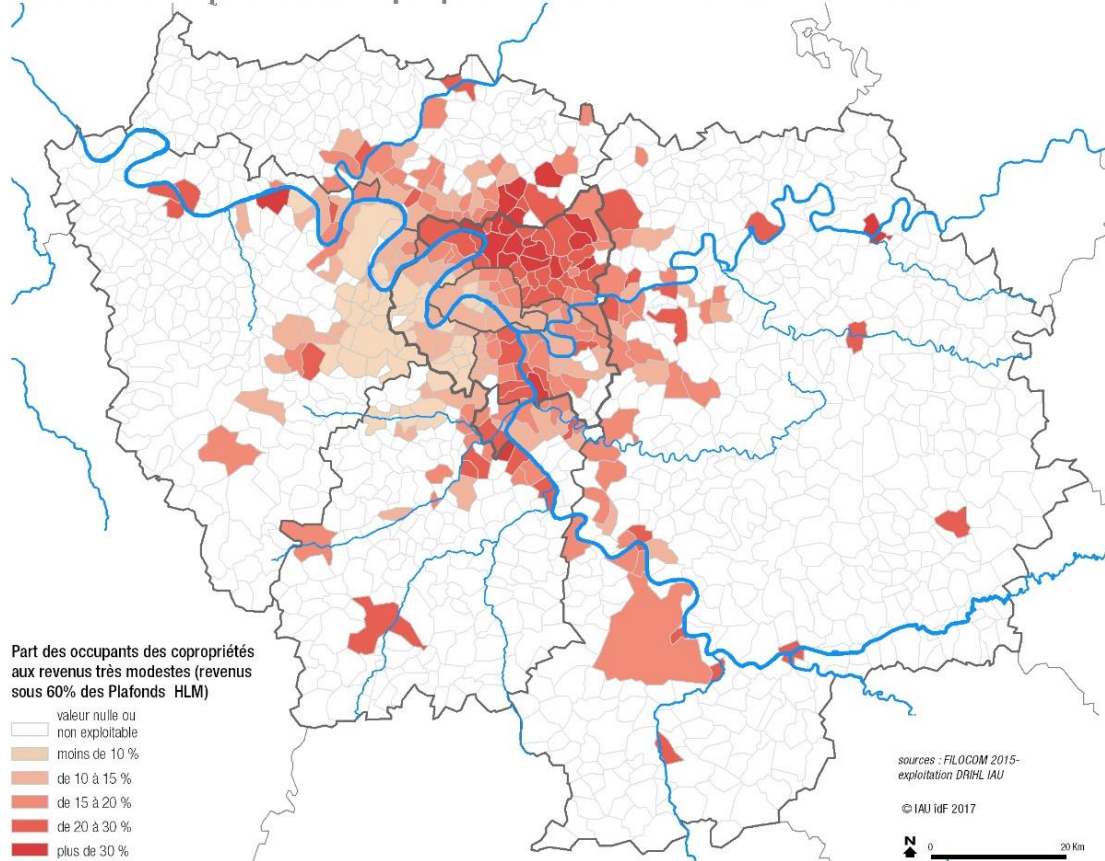 Part des occupants des copropriétés
aux revenus très modestes (revenus
sous 60% des Plafonds HLM)
valeur nulle ou
non exploitable
moins de 10 %
de 10 à 15 %
de 15 à 20 %
de 20 à 30 %
plus de 30 %
sources : FILOCOM 2015-
exploitation DRIHL IAU
© IAU îdF 2017
N
0 20 Km